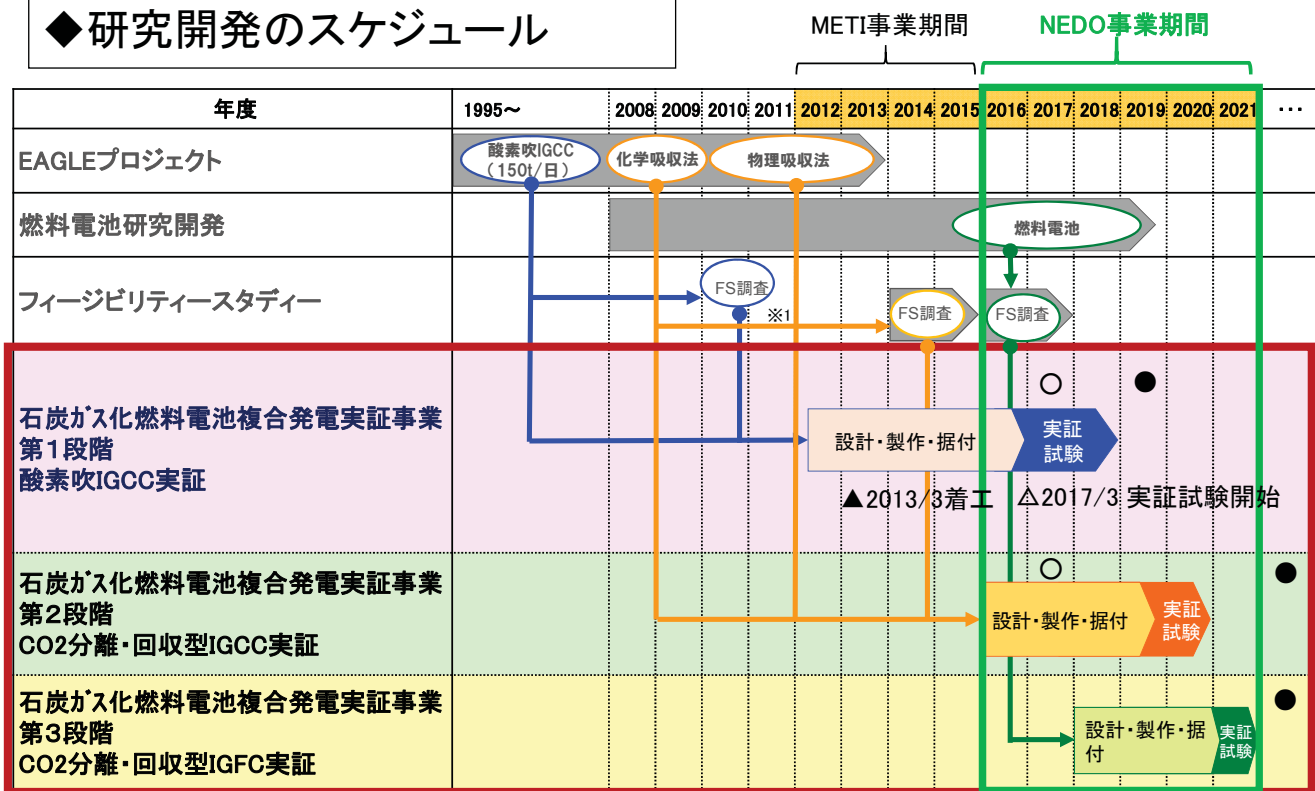 ◆研究開発のスケジュール
METI事業期間
NEDO事業期間
年度 1995~ 2008 2009 2010 2011 2012 2013 2014 2015 2016 2017 2018 2019 2020 2021 ...
EAGLEプロジェクト
酸素吹IGCC
(150t/日)
化学吸収法
物理吸収法
燃料電池研究開発
燃料電池
フィージビリティースタディー
FS調査
※1
FS調査
FS調査
石炭ガス化燃料電池複合発電実証事業
第1段階
酸素吹IGCC実証
○
●
設計・製作・据付
実証
試験
▲2013/3着工
△2017/3 実証試験開始
石炭ガス化燃料電池複合発電実証事業
第2段階
CO2分離・回収型IGCC実証
○
●
設計・製作・据付
実証
試験
石炭ガス化燃料電池複合発電実証事業
第3段階
CO2分離・回収型IGFC実証
●
設計・製作・据
付
実証
試験